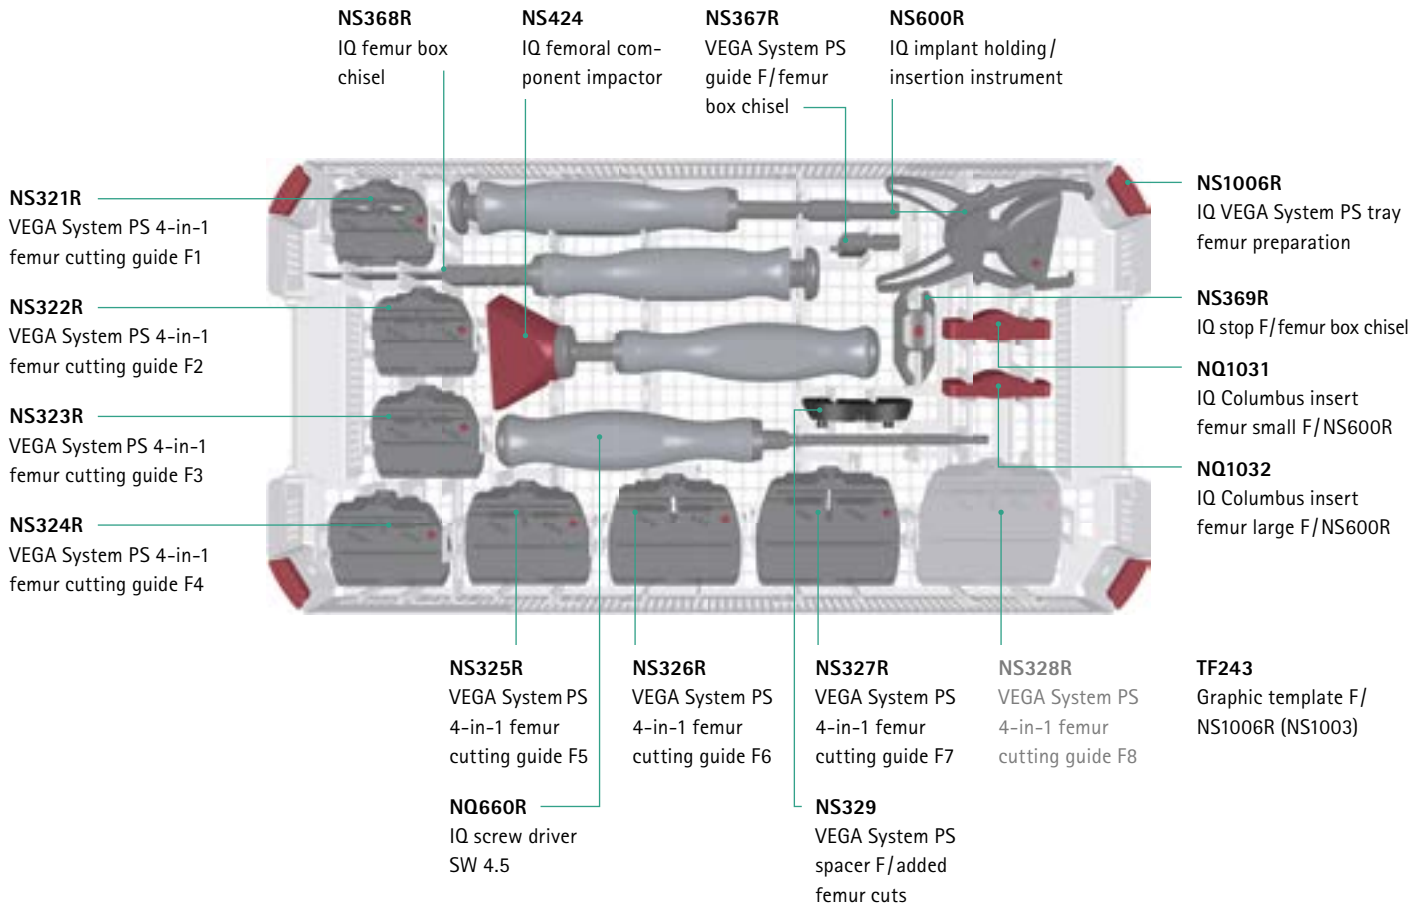 NS368R
IQ femur box
chisel
NS424
IQ femoral com-
ponent impactor
NS367R
VEGA System PS
guide F/femur
box chisel
NS600R
IQ implant holding/
insertion instrument
NS321R
VEGA System PS 4-in-1
femur cutting guide F1
NS322R
VEGA System PS 4-in-1
femur cutting guide F2
NS323R
VEGA System PS 4-in-1
femur cutting guide F3
NS324R
VEGA System PS 4-in-1
femur cutting guide F4
NS1006R
IQ VEGA System PS tray
femur preparation
NS369R
IQ stop F/femur box chisel
NQ1031
IQ Columbus insert
femur small F/NS600R
NQ1032
IQ Columbus insert
femur large F/NS600R
NS325R
VEGA System PS
4-in-1 femur
cutting guide F5
NS326R
VEGA System PS
4-in-1 femur
cutting guide F6
NS327R
VEGA System PS
4-in-1 femur
cutting guide F7
NS328R
VEGA System PS
4-in-1 femur
cutting guide F8
TF243
Graphic template F/
NS1006R (NS1003)
NQ660R
IQ screw driver
SW 4.5
NS329
VEGA System PS
spacer F/added
femur cuts